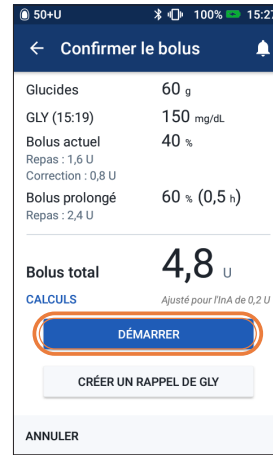 50+U 100% 15:27
Confirmer le bolus
Glucides 60 g
GLY (15:19) 150 mg/dL
Bolus actuel 40 %
Repas : 1,6 U
Correction : 0,8 U
Bolus prolongé 60 % (0,5 h)
Repas : 2,4 U
Bolus total 4,8 U
CALCULS Ajusté pour l'InA de 0,2 U
DÉMARRER
CRÉER UN RAPPEL DE GLY
ANNULER